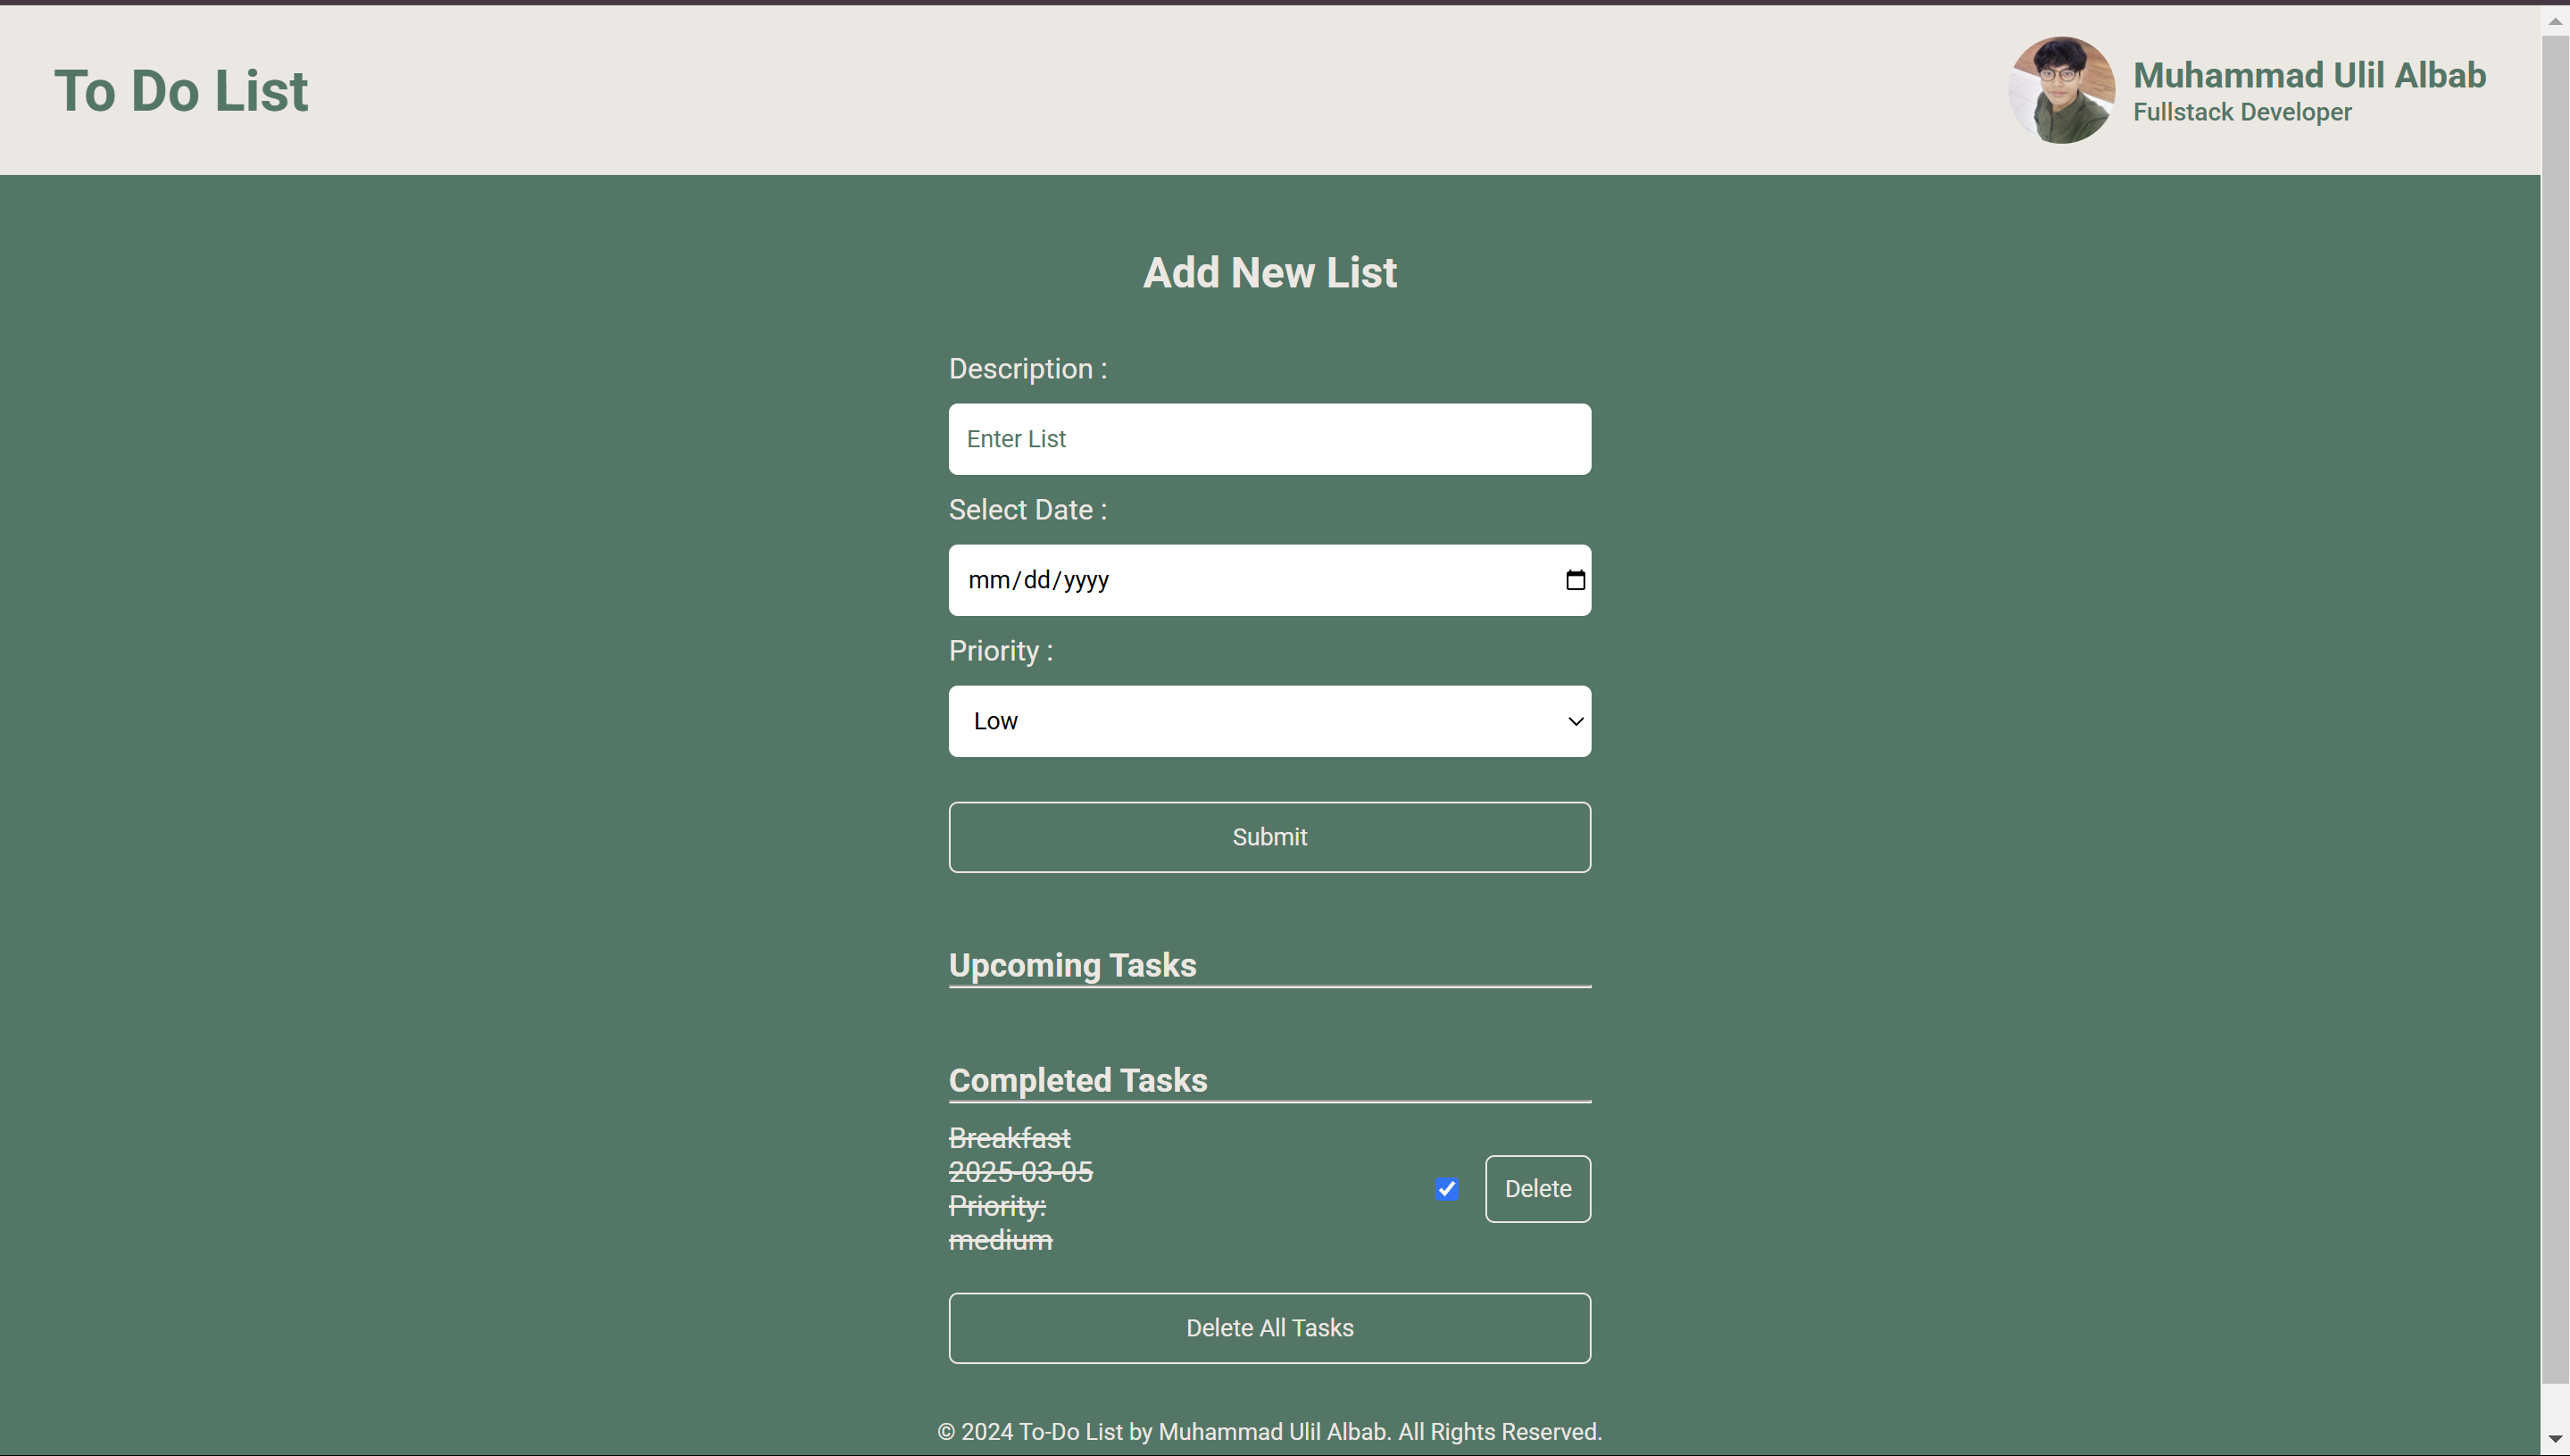 To Do List
Muhammad Ulil Albab
Fullstack Developer
Add New List
Description :
Enter List
Select Date :
mm/dd/yyyy
Priority :
Low
Submit
Upcoming Tasks
Completed Tasks
Breakfast
2025-03-05
Priority:
medium
Delete
Delete All Tasks
© 2024 To-Do List by Muhammad Ulil Albab. All Rights Reserved.